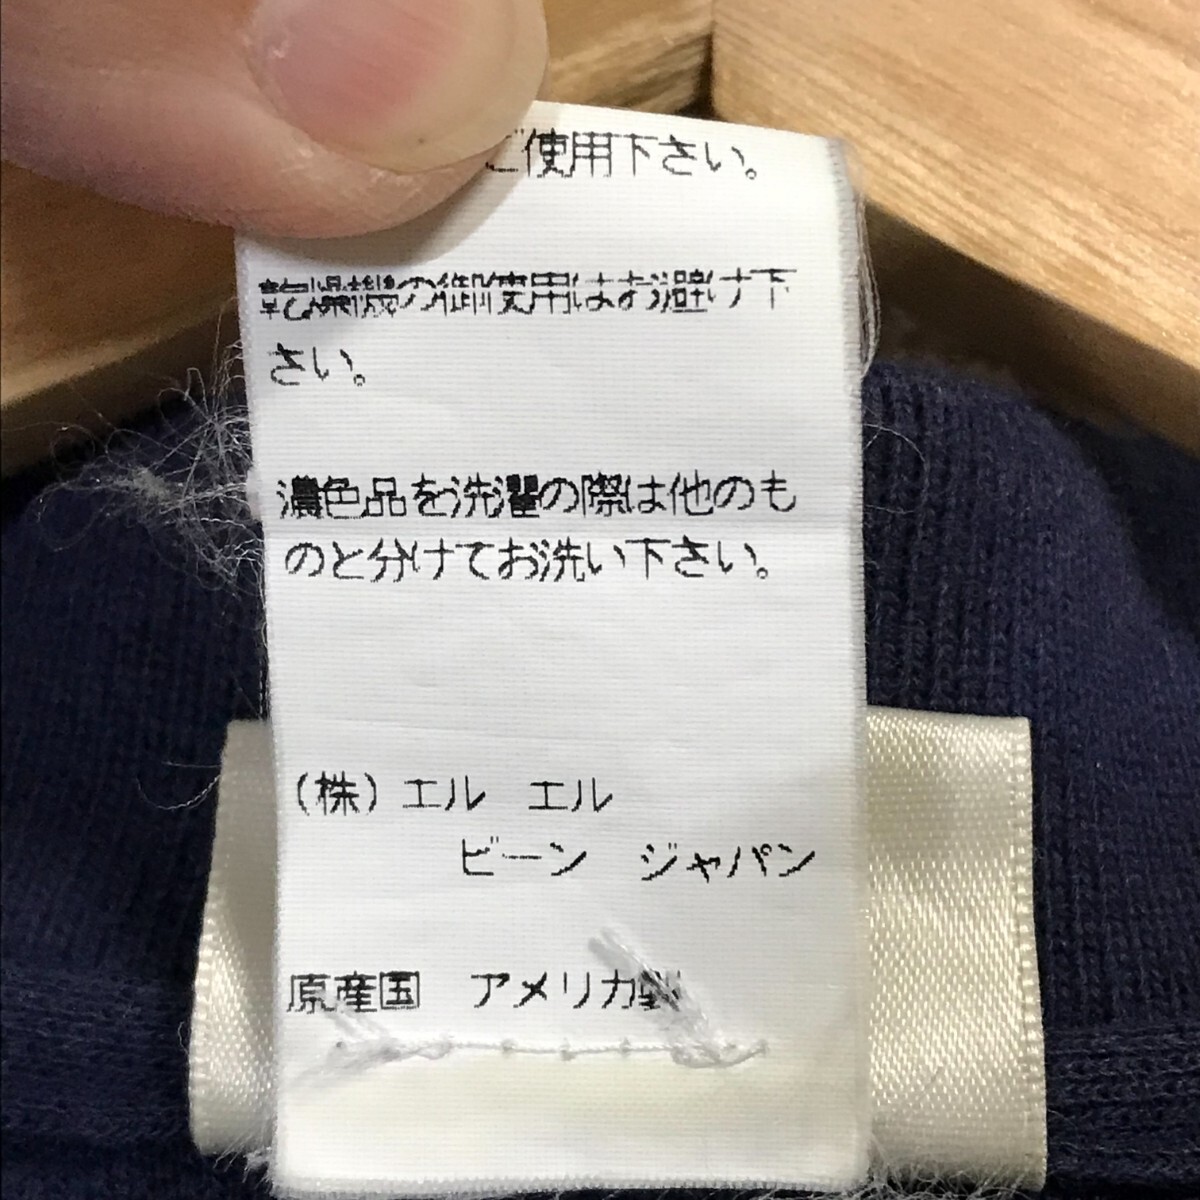 ご使用下さい。
乾燥機の御使用はお避け下
さい。
濃色品を洗濯の際は他のも
のと分けてお洗い下さい。
(株) エル エル
ビーン ジャパン
原産国 アメリカ製